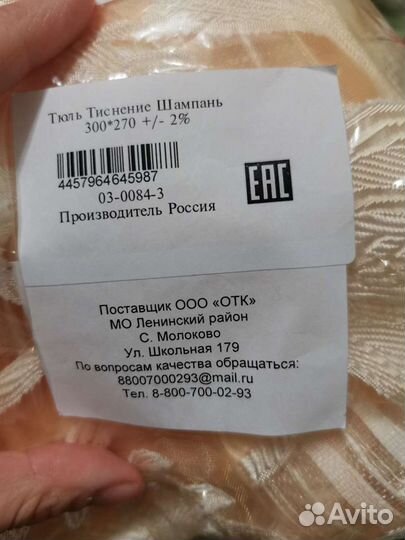 Тюль Тиснение Шампань
300*270 +/- 2%
4457964645987
03-0084-3
Производитель Россия
EAC
Поставщик ООО «ОТК»
МО Ленинский район
С. Молоково
Ул. Школьная 179
По вопросам качества обращаться:
88007000293@mail.ru
Тел. 8-800-700-02-93
Avito